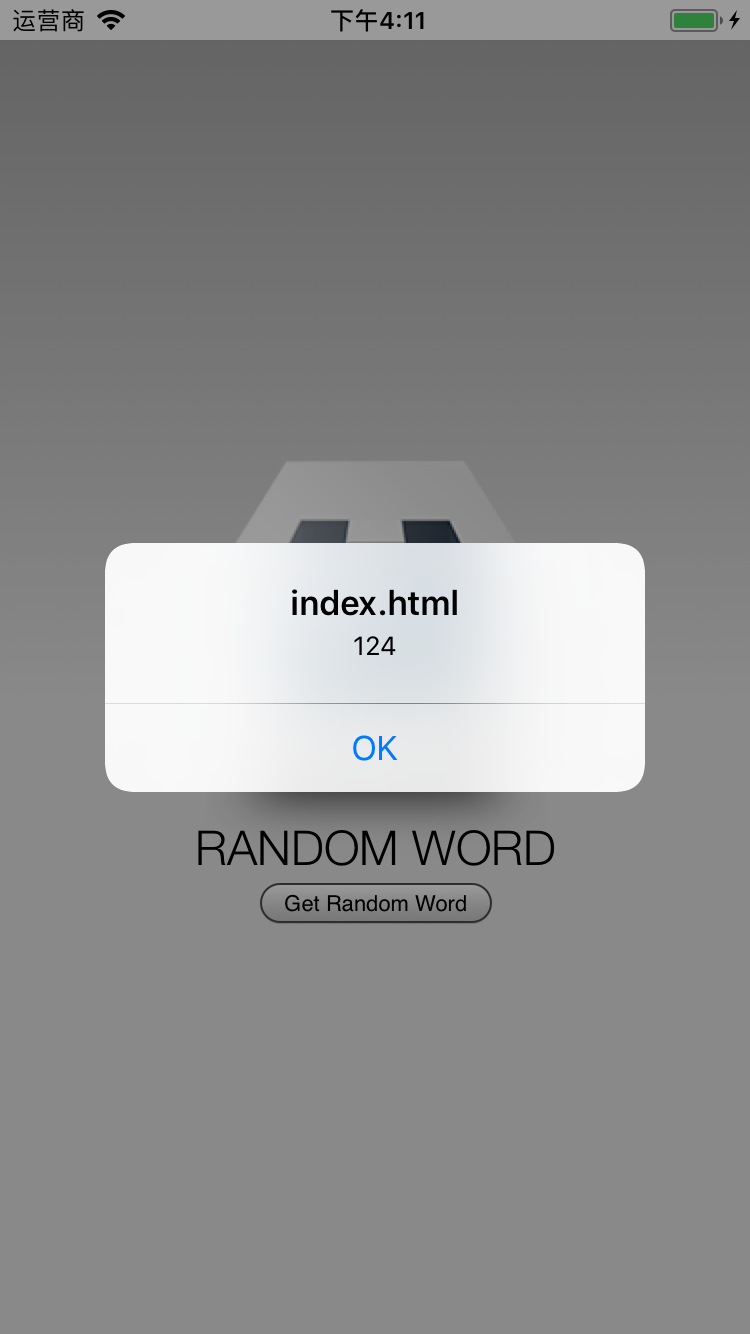 运营商 下午4:11
index.html
124
OK
RANDOM WORD
Get Random Word